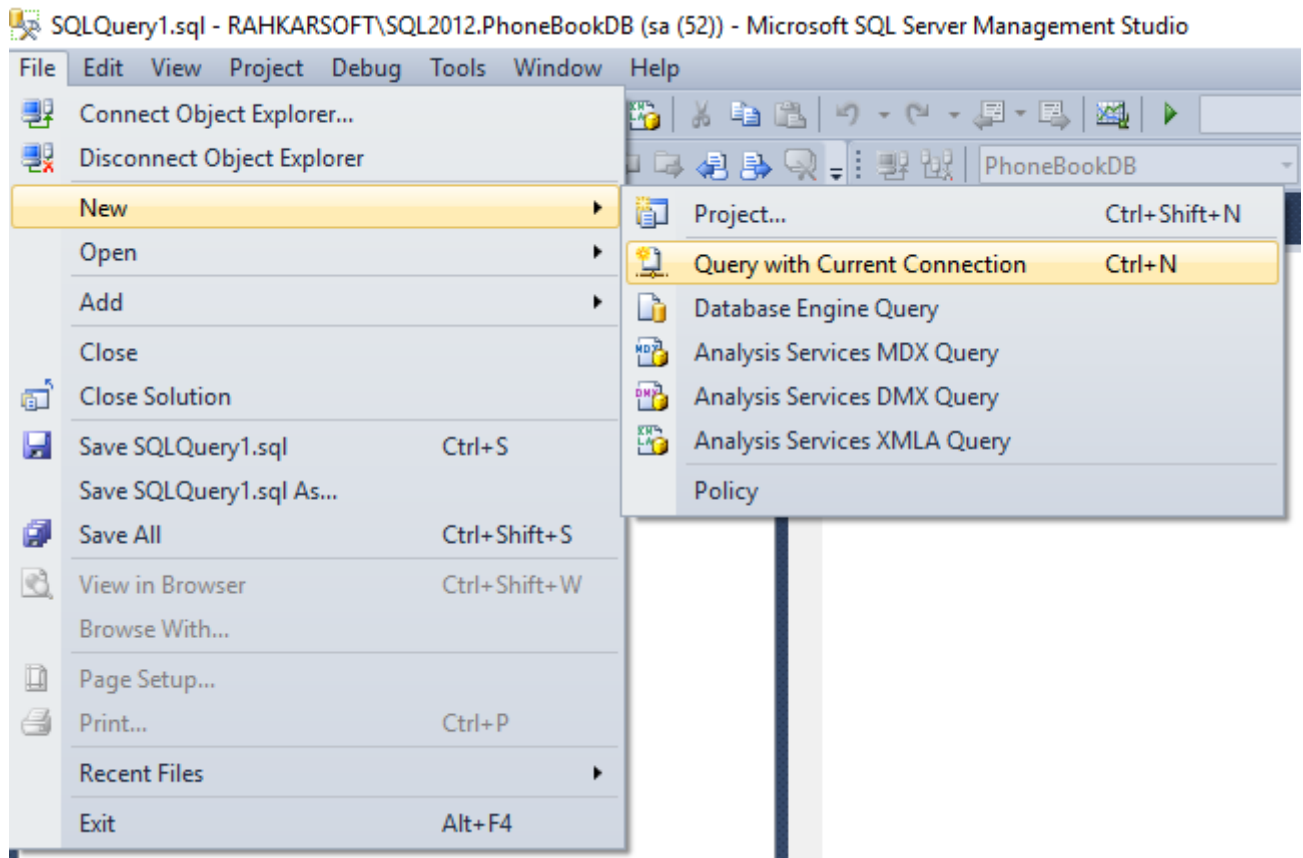 SQLQuery1.sql - RAHKARSOFT\SQL2012.PhoneBookDB (sa (52)) - Microsoft SQL Server Management Studio
File Edit View Project Debug Tools Window Help
Connect Object Explorer...
Disconnect Object Explorer
PhoneBookDB
New
Open
Add
Close
Close Solution
Save SQLQuery1.sql Ctrl+S
Save SQLQuery1.sql As...
Save All Ctrl+Shift+S
View in Browser Ctrl+Shift+W
Browse With...
Page Setup...
Print... Ctrl+P
Recent Files
Exit Alt+F4
Project... Ctrl+Shift+N
Query with Current Connection Ctrl+N
Database Engine Query
Analysis Services MDX Query
Analysis Services DMX Query
Analysis Services XMLA Query
Policy